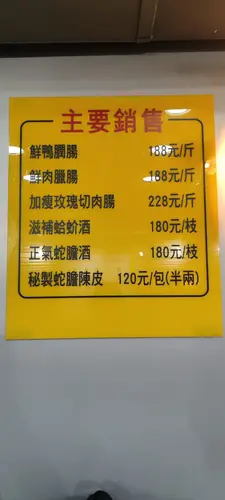 主要銷售
鮮鴨膶腸 188元/斤
鮮肉臘腸 188元/斤
加瘦玫瑰切肉腸 228元/斤
滋補蛤蚧酒 180元/枝
正氣蛇膽酒 180元/枝
秘製蛇膽陳皮 120元/包(半兩)